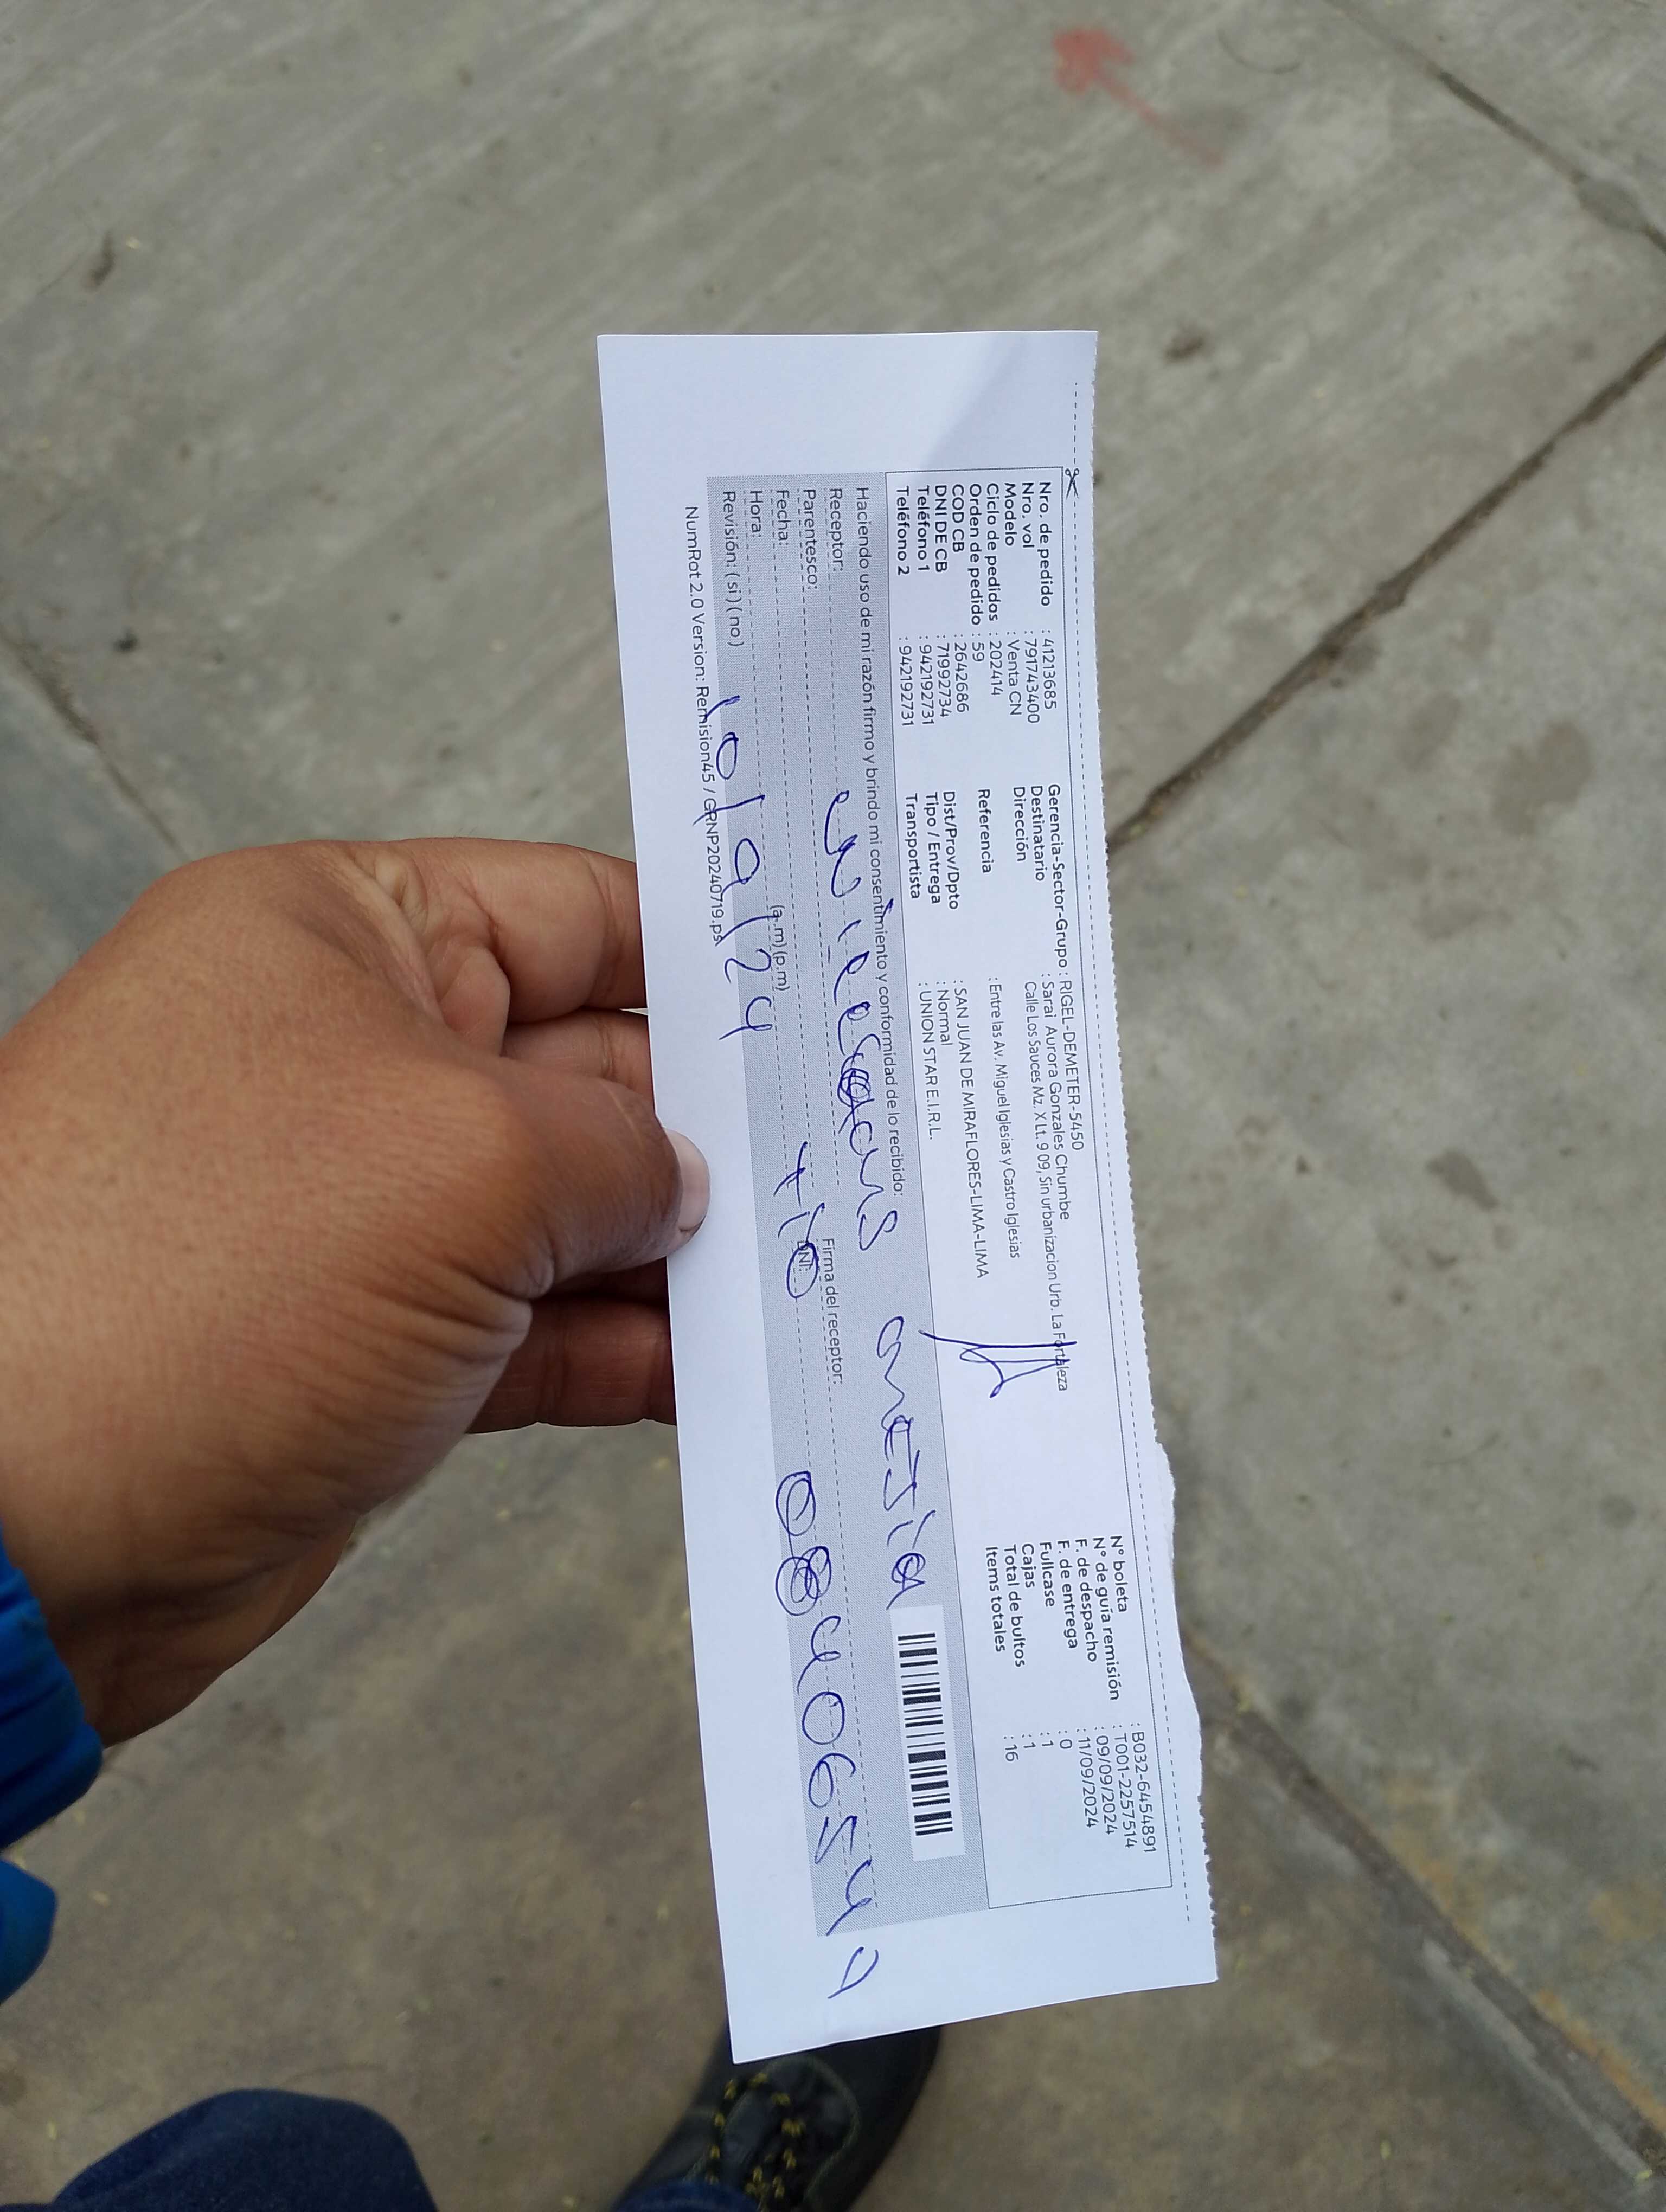 Nro. de pedido : 41213685
Nro. vol : 791743400
Modelo : Venta CN
Ciclo de pedidos : 202414
Orden de pedido : 59
COD CB : 2642686
DNI DE CB : 71992734
Teléfono 1 : 942192731
Teléfono 2 : 942192731
Gerencia-Sector-Grupo : RIGEL-DEMETER-5450
Destinatario : Sarai Aurora Gonzales Chumbe
Dirección Calle Los Sauces Mz. X Lt. 9 09, Sin urbanizacion Urb. La Fortaleza
Referencia : Entre las Av. Miguel Iglesias y Castro Iglesias
Dist/Prov/Dpto : SAN JUAN DE MIRAFLORES-LIMA-LIMA
Tipo / Entrega : Normal
Transportista : UNION STAR E.I.R.L.
N° boleta : B032-6454891
N° de guía remisión : T001-2257514
F. de despacho : 09/09/2024
F. de entrega : 11/09/2024
Fullcase : 0
Cajas : 1
Total de bultos : 1
Items totales : 16
Haciendo uso de mi razón firmo y brindo mi consentimiento y conformidad de lo recibido:
Receptor:
Parentesco: tio
Fecha:
Hora: (a.m) (p.m)
Revisión: (si) (no) 10/9/24
Firma del receptor:
DNI: 08406549
NumRot 2.0 Version: Remision45 / GRNP20240719.ps